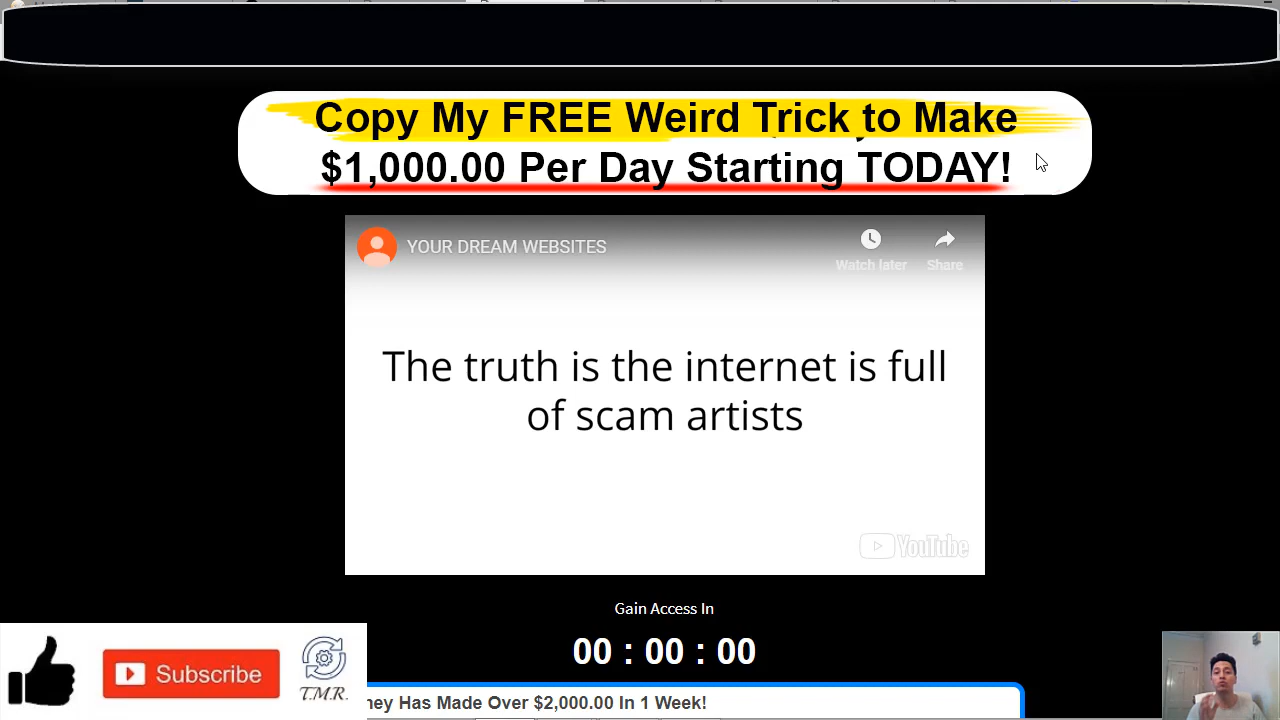 Copy My FREE Weird Trick to Make
$1,000.00 Per Day Starting TODAY!
YOUR DREAM WEBSITES
Watch later
Share
The truth is the internet is full
of scam artists
YouTube
Gain Access In
00 : 00 : 00
Subscribe
T.M.R.
Has Made Over $2,000.00 In 1 Week!